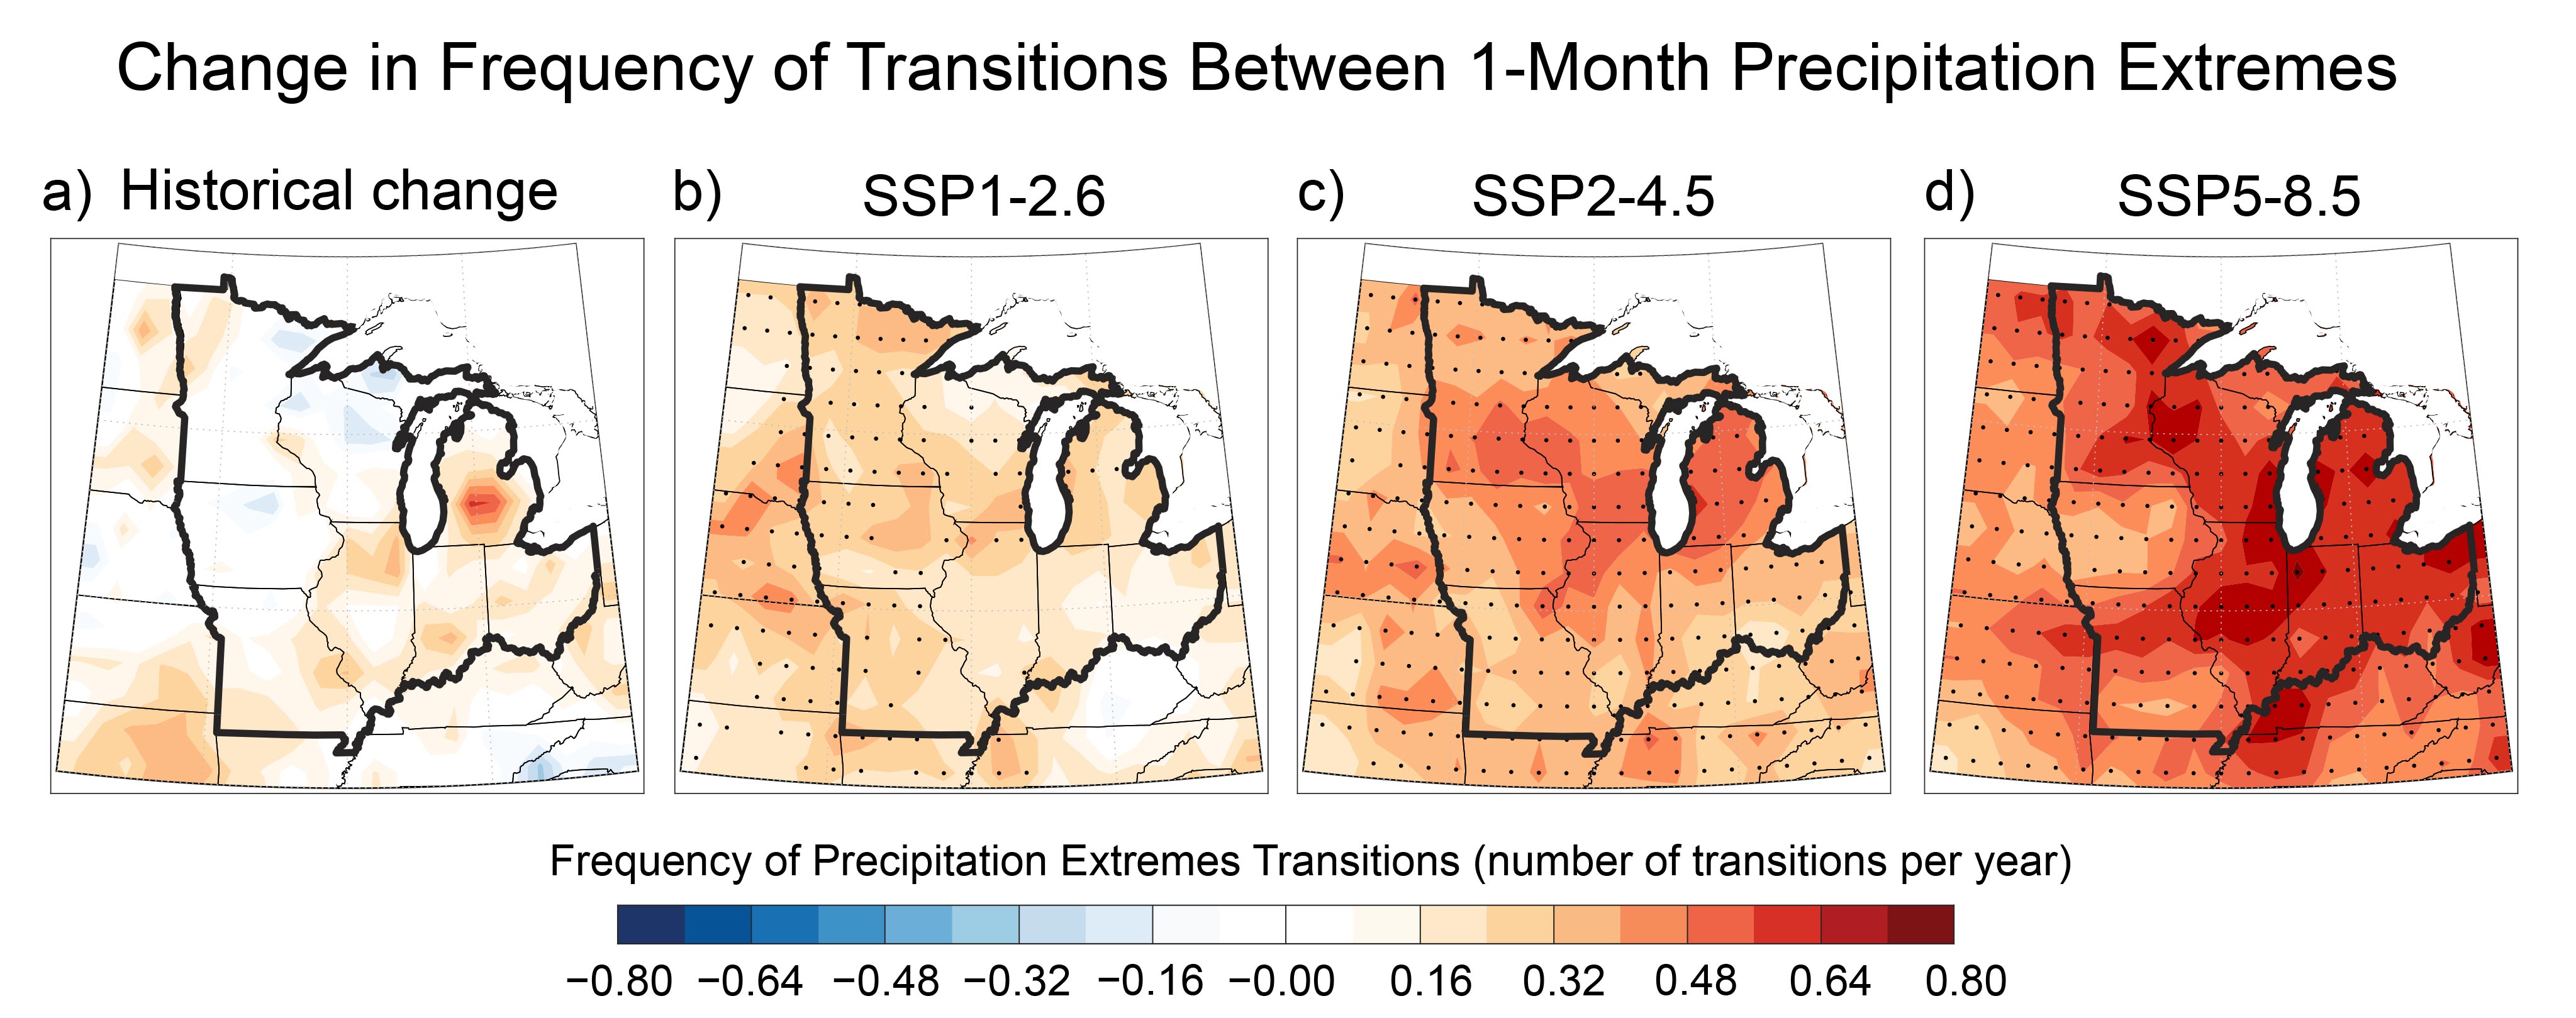 Change in Frequency of Transitions Between 1-Month Precipitation Extremes
a) Historical change
b) SSP1-2.6
c) SSP2-4.5
d) SSP5-8.5
Frequency of Precipitation Extremes Transitions (number of transitions per year)
−0.80 −0.64 −0.48 −0.32 −0.16 −0.00 0.16 0.32 0.48 0.64 0.80